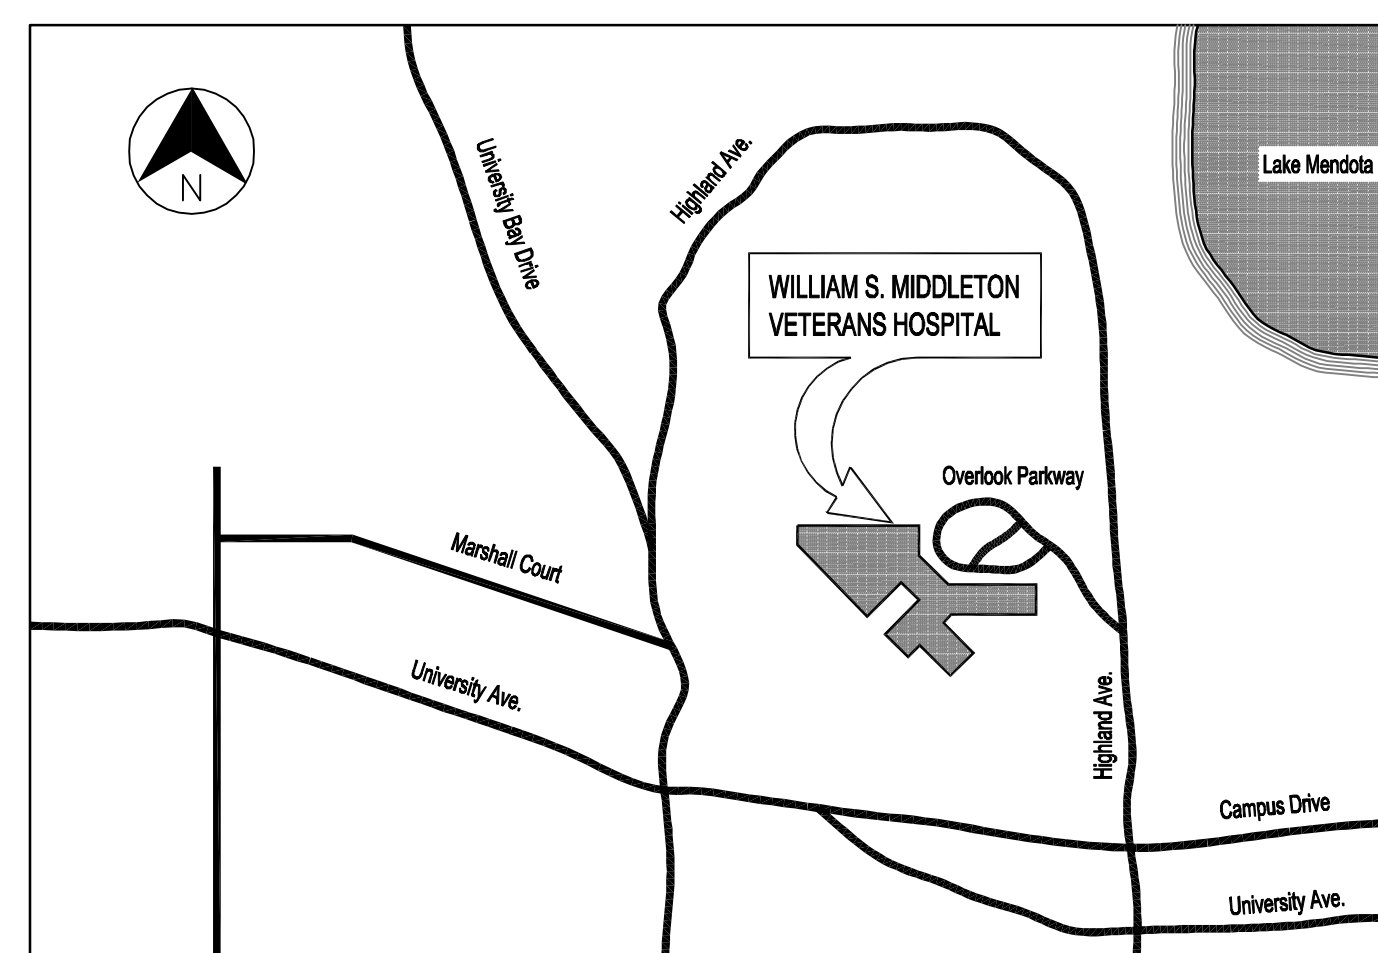 Lake Mendota
N
University Bay Drive
Highland Ave.
WILLIAM S. MIDDLETON
VETERANS HOSPITAL
Overlook Parkway
Marshall Court
University Ave.
Highland Ave.
Campus Drive
University Ave.